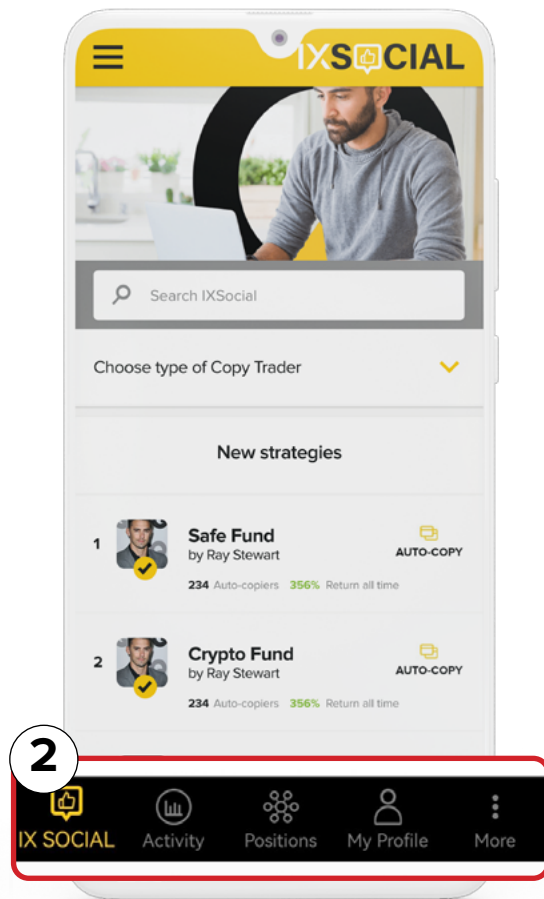 IXSOCIAL
Search IXSocial
Choose type of Copy Trader
New strategies
1
Safe Fund
by Ray Stewart
AUTO-COPY
234 Auto-copiers 356% Return all time
2
Crypto Fund
by Ray Stewart
AUTO-COPY
234 Auto-copiers 356% Return all time
2
IX SOCIAL Activity Positions My Profile More